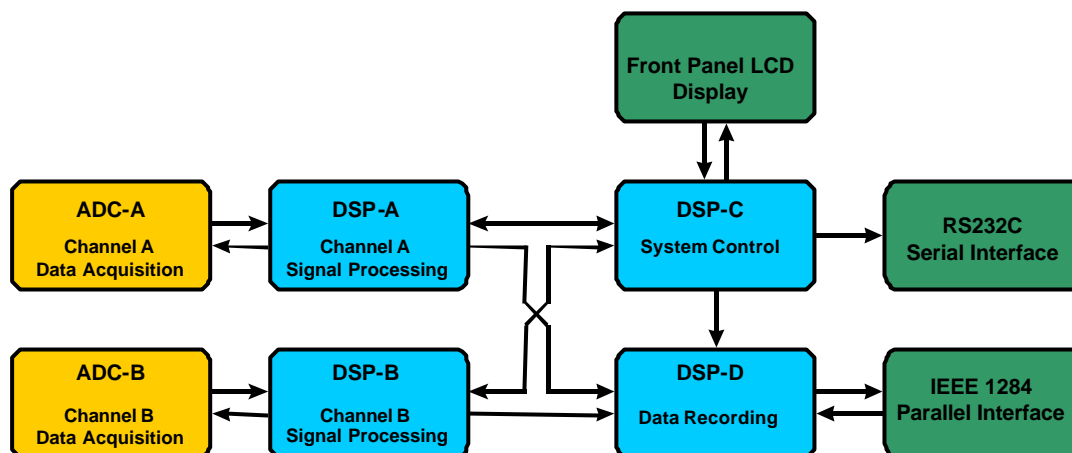 Front Panel LCD
Display
ADC-A
Channel A
Data Acquisition
DSP-A
Channel A
Signal Processing
DSP-C
System Control
RS232C
Serial Interface
ADC-B
Channel B
Data Acquisition
DSP-B
Channel B
Signal Processing
DSP-D
Data Recording
IEEE 1284
Parallel Interface